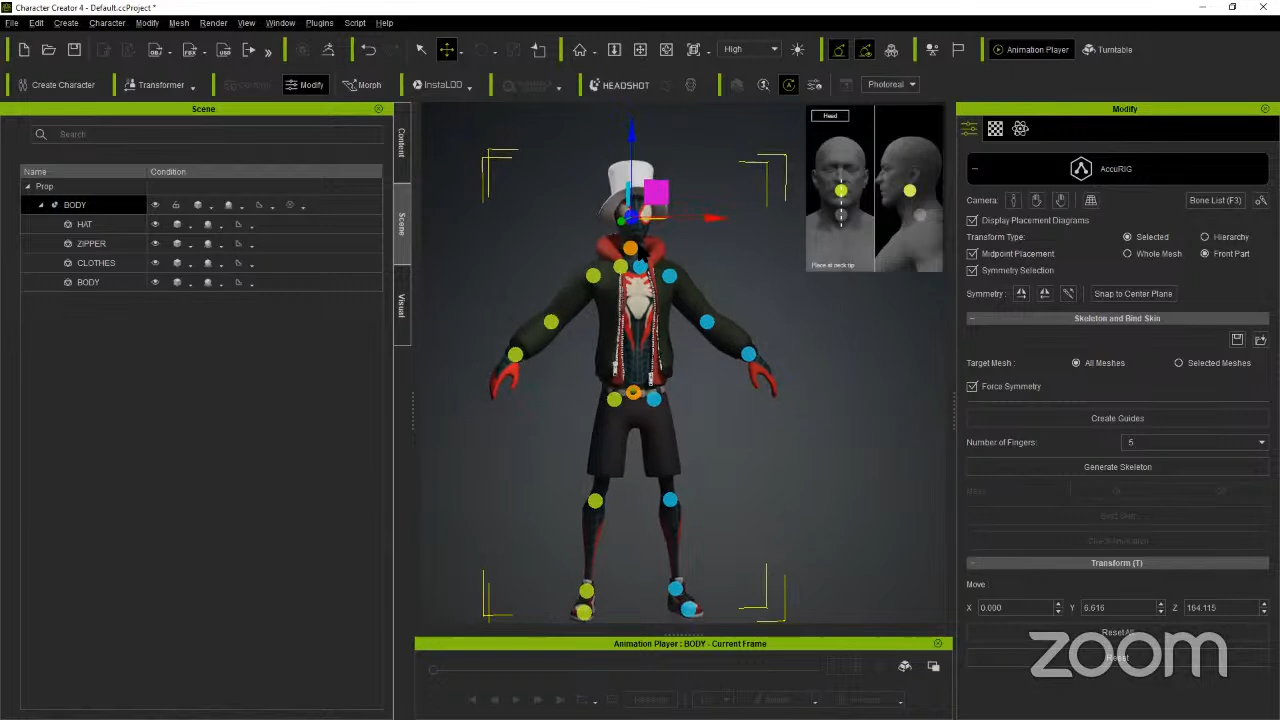 Character Creator 4 - Default.ccProject *
File Edit Create Character Modify Mesh Render View Window Plugins Script Help
High
Animation Player
Turntable
Create Character
Transformer
Modify
Morph
InstaLOD
HEADSHOT
Photoreal
Scene
Search
Name Condition
Prop
BODY
HAT
ZIPPER
CLOTHES
BODY
Content
Scene
Visual
Head
Place at neck tip
Animation Player : BODY - Current Frame
Modify
AccuRIG
Camera:
Bone List (F3)
Display Placement Diagrams
Transform Type: Selected Hierarchy
Midpoint Placement Whole Mesh Front Part
Symmetry Selection
Symmetry: Snap to Center Plane
Skeleton and Bind Skin
Target Mesh : All Meshes Selected Meshes
Force Symmetry
Create Guides
Number of Fingers: 5
Generate Skeleton
Transform (T)
Move
X 0.000 Y 6.616 Z 164.115
Reset All
Reset
zoom